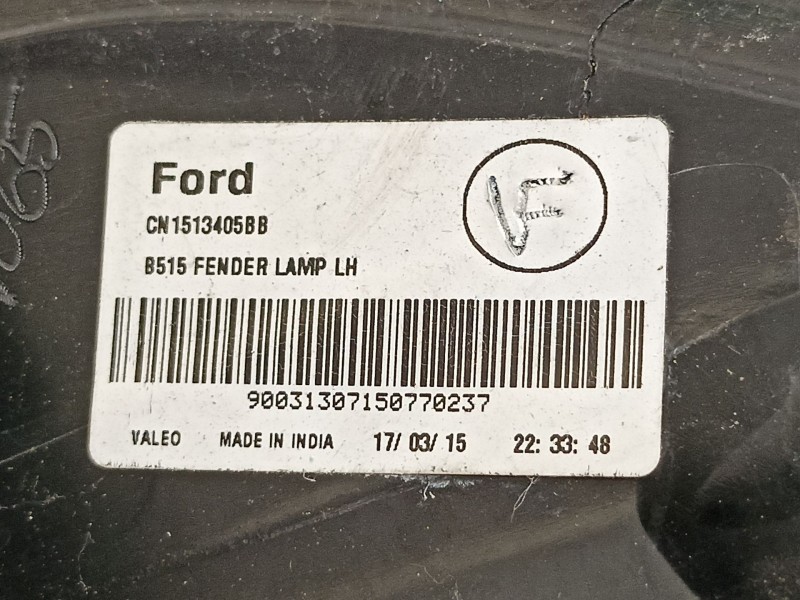 Ford
CN1513405BB
B515 FENDER LAMP LH
90031307150770237
VALEO MADE IN INDIA 17/ 03/ 15 22: 33: 48